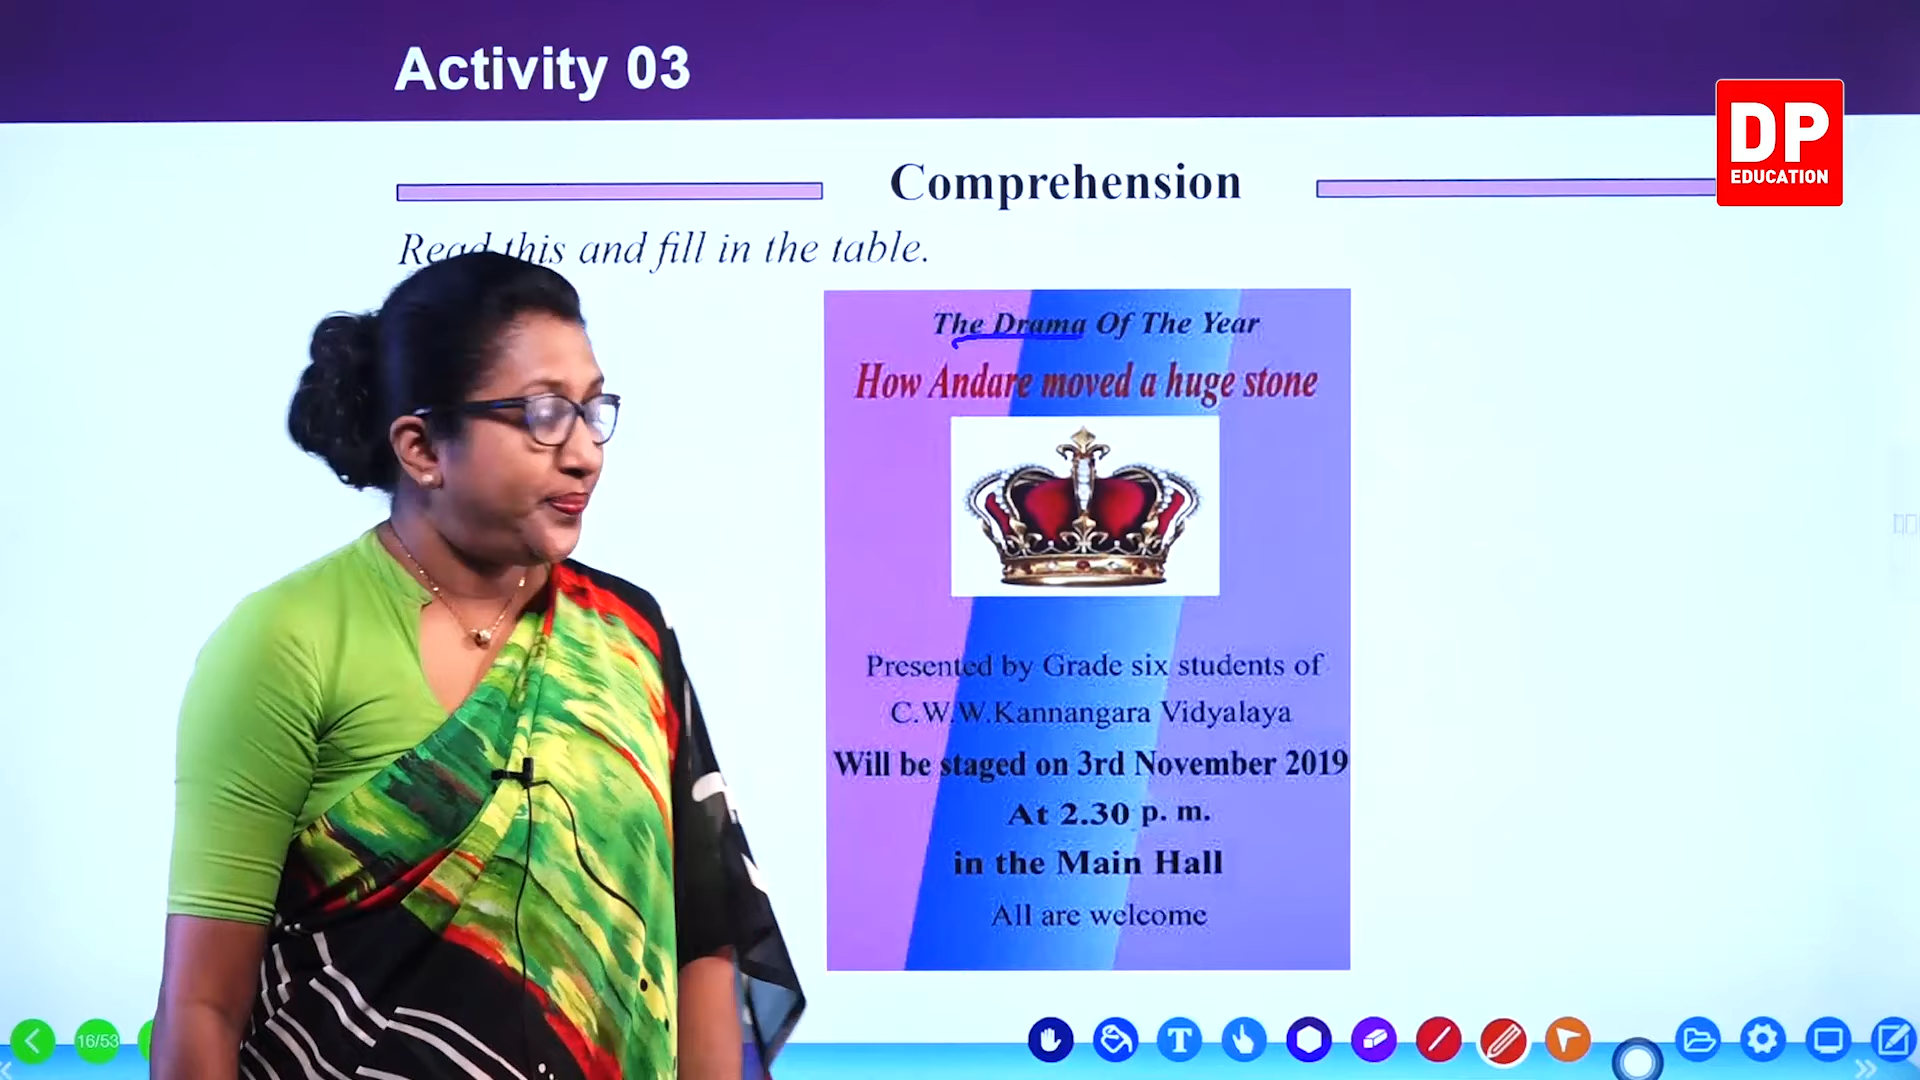 Activity 03
DP
EDUCATION
Comprehension
Read this and fill in the table.
The Drama Of The Year
How Andare moved a huge stone
Presented by Grade six students of
C.W.W.Kannangara Vidyalaya
Will be staged on 3rd November 2019
At 2.30 p. m.
in the Main Hall
All are welcome
16/53